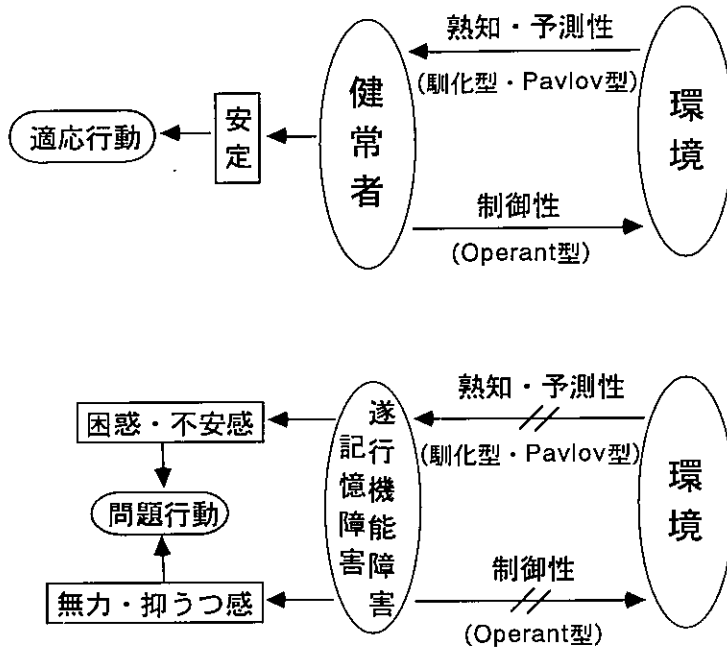 熟知・予測性
(馴化型・Pavlov型)
健常者
環境
安定
適応行動
制御性
(Operant型)
熟知・予測性
(馴化型・Pavlov型)
困惑・不安感
遂行機能障害
記憶障害
環境
問題行動
制御性
(Operant型)
無力・抑うつ感